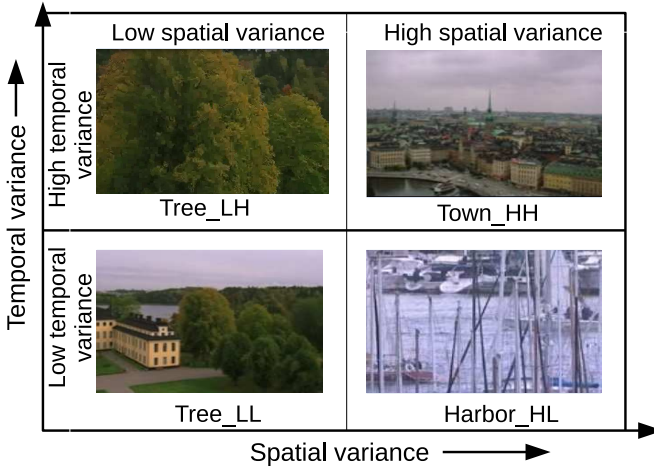 Low spatial variance
High spatial variance
Temporal variance
High temporal
variance
Tree_LH
Town_HH
Low temporal
variance
Tree_LL
Harbor_HL
Spatial variance